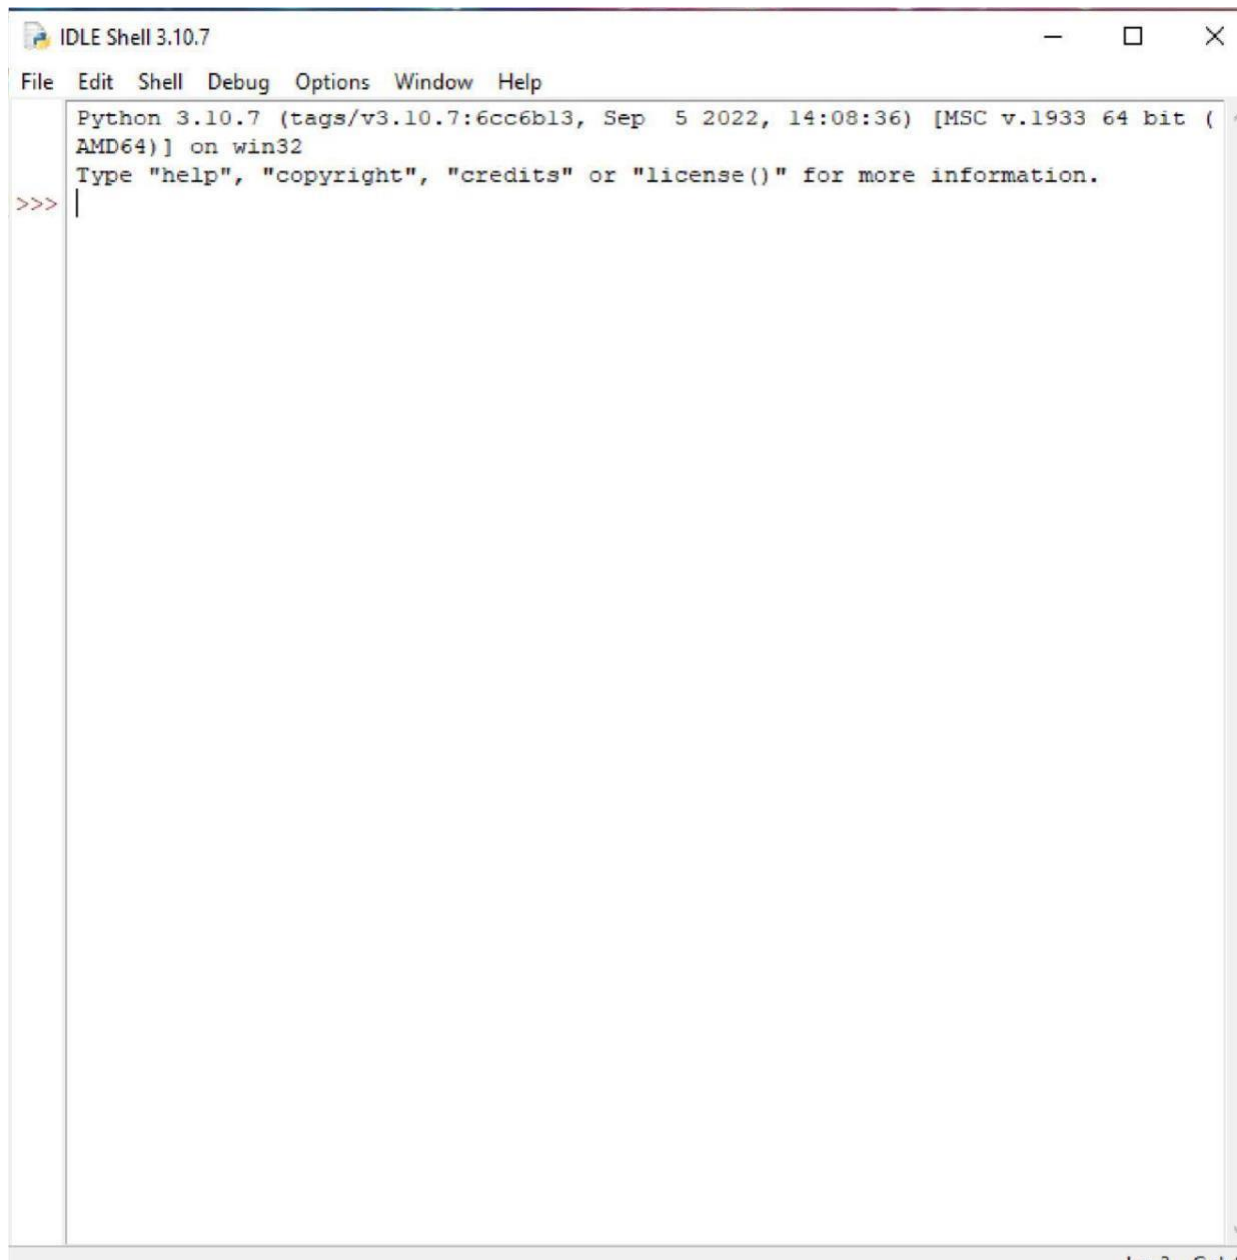 IDLE Shell 3.10.7
File Edit Shell Debug Options Window Help
Python 3.10.7 (tags/v3.10.7:6cc6b13, Sep  5 2022, 14:08:36) [MSC v.1933 64 bit (
AMD64)] on win32
Type "help", "copyright", "credits" or "license()" for more information.
>>>